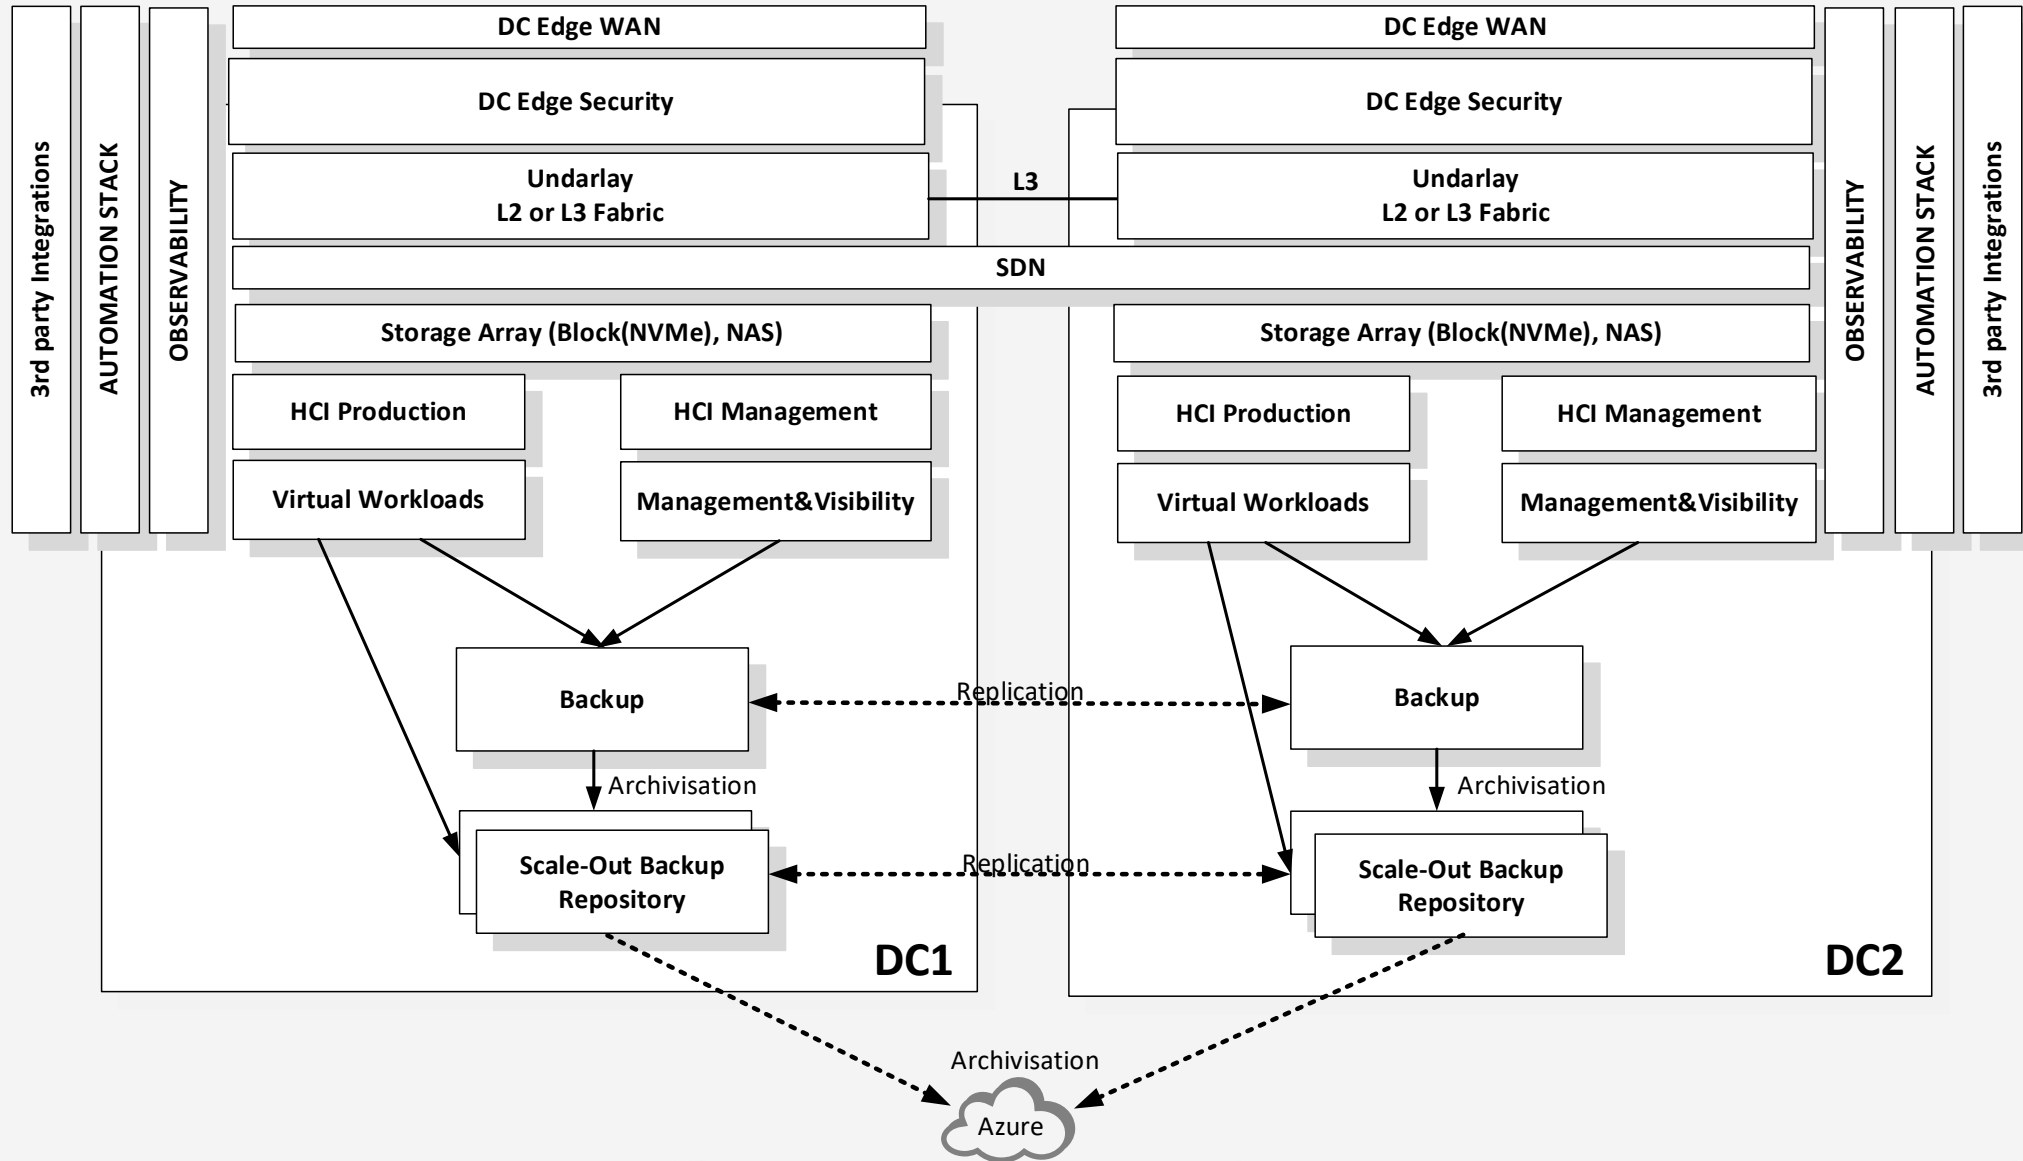 3rd party Integrations
AUTOMATION STACK
OBSERVABILITY
DC Edge WAN
DC Edge Security
Undarlay
L2 or L3 Fabric
L3
DC Edge WAN
DC Edge Security
Undarlay
L2 or L3 Fabric
OBSERVABILITY
AUTOMATION STACK
3rd party Integrations
SDN
Storage Array (Block(NVMe), NAS)
HCI Production
HCI Management
Virtual Workloads
Management&Visibility
Storage Array (Block(NVMe), NAS)
HCI Production
HCI Management
Virtual Workloads
Management&Visibility
Backup
Replication
Backup
Archivisation
Archivisation
Scale-Out Backup
Repository
Replication
Scale-Out Backup
Repository
DC1
DC2
Archivisation
Azure